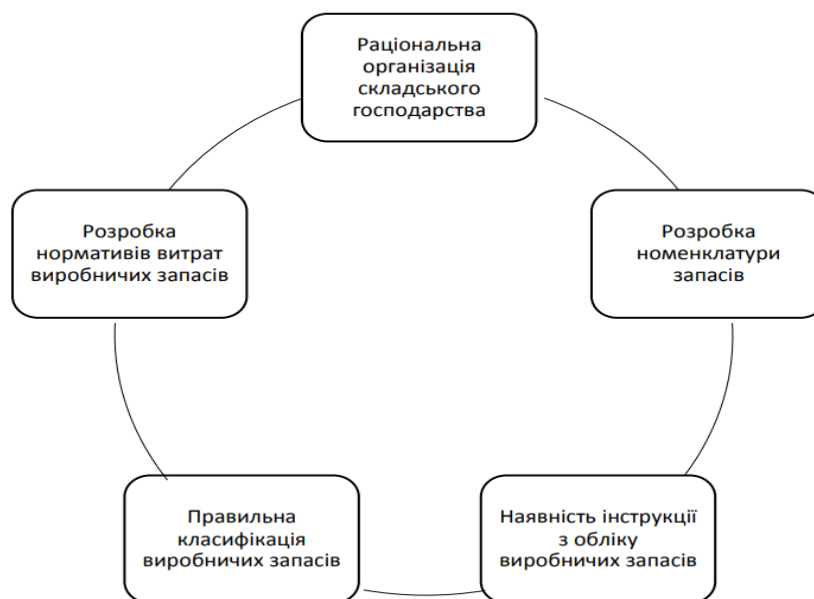 Раціональна
організація
складського
господарства
Розробка
нормативів витрат
виробничих запасів
Розробка
номенклатури
запасів
Правильна
класифікація
виробничих запасів
Наявність інструкції
з обліку
виробничих запасів